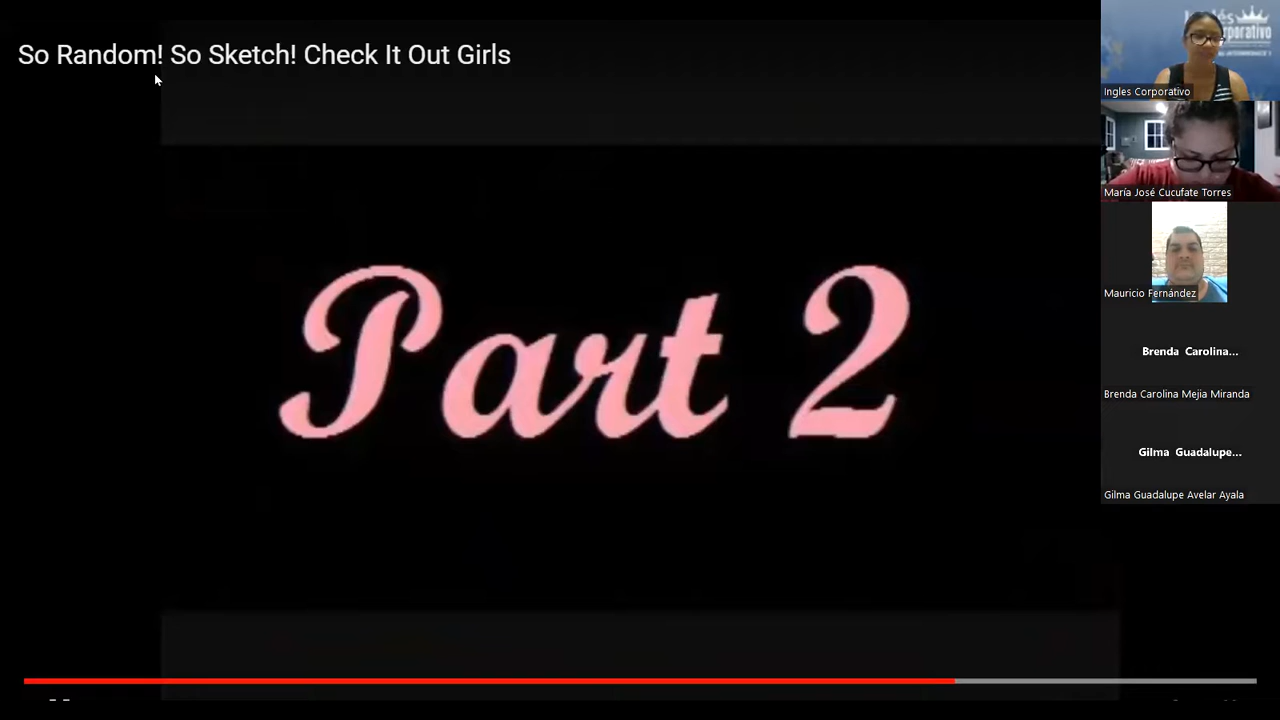 So Random! So Sketch! Check It Out Girls
Part 2
Ingles Corporativo
María José Cucufate Torres
Mauricio Fernández
Brenda Carolina...
Brenda Carolina Mejia Miranda
Gilma Guadalupe...
Gilma Guadalupe Avelar Ayala